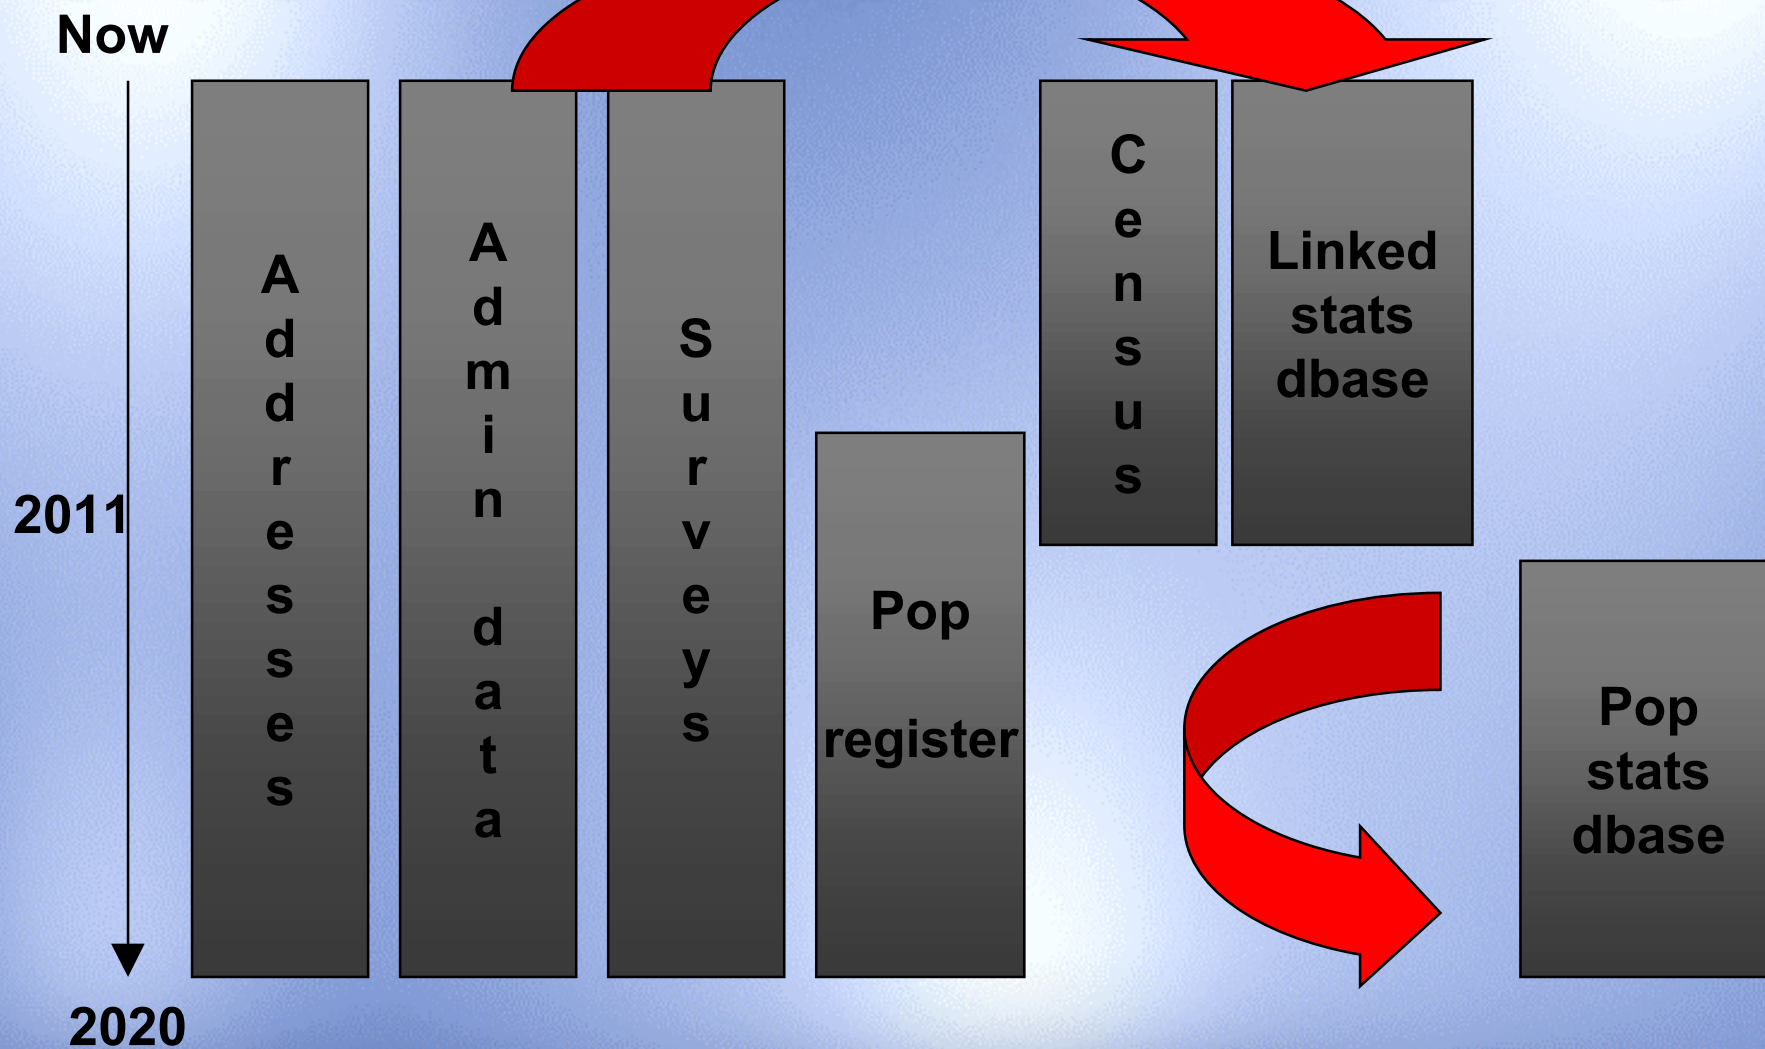 Now
2011
2020
Addresses
Admin data
Surveys
Pop
register
Census
Linked
stats
dbase
Pop
stats
dbase